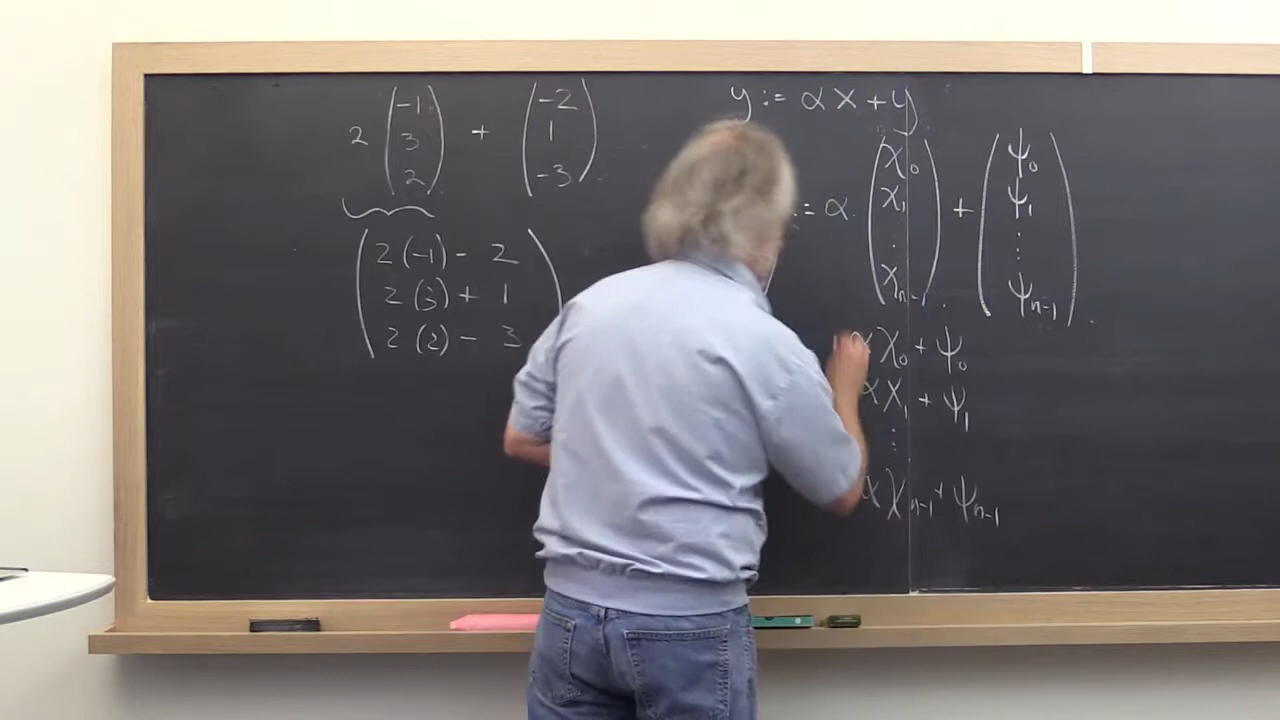 2 (-1 3 2) + (-2 1 -3)
2 (-1) - 2
2 (3) + 1
2 (2) - 3
y := α x + y
:= α (χ₀ χ₁ ⋮ χₙ₋₁) + (ψ₀ ψ₁ ⋮ ψₙ₋₁)
α χ₀ + ψ₀
α χ₁ + ψ₁
⋮
α χₙ₋₁ + ψₙ₋₁